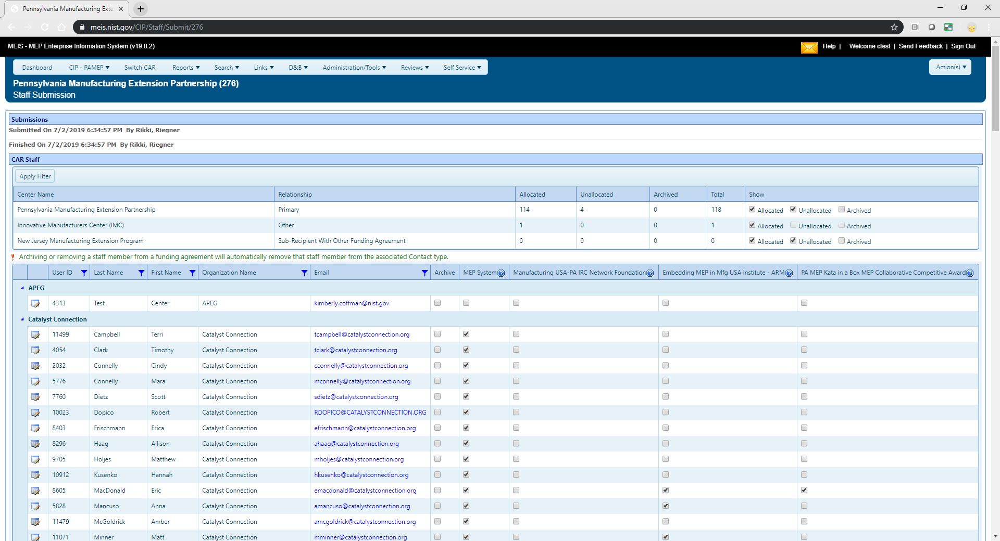 Pennsylvania Manufacturing Exte
meis.nist.gov/CIP/Staff/Submit/276
MEIS - MEP Enterprise Information System (v19.8.2)
Help | Welcome ctest | Send Feedback | Sign Out
Dashboard CIP - PAMEP Switch CAR Reports Search Links D&B Administration/Tools Reviews Self Service Action(s)
Pennsylvania Manufacturing Extension Partnership (276)
Staff Submission
Submissions
Submitted On 7/2/2019 6:34:57 PM By Rikki, Riegner
Finished On 7/2/2019 6:34:57 PM By Rikki, Riegner
CAR Staff
Apply Filter
Center Name Relationship Allocated Unallocated Archived Total Show
Pennsylvania Manufacturing Extension Partnership Primary 114 4 0 118 Allocated Unallocated Archived
Innovative Manufacturers Center (IMC) Other 1 0 0 1 Allocated Unallocated Archived
New Jersey Manufacturing Extension Program Sub-Recipient With Other Funding Agreement 0 0 0 0 Allocated Unallocated Archived
Archiving or removing a staff member from a funding agreement will automatically remove that staff member from the associated Contact type.
User ID Last Name First Name Organization Name Email Archive MEP System Manufacturing USA-PA IRC Network Foundation Embedding MEP in Mfg USA institute - ARM PA MEP Kata in a Box MEP Collaborative Competitive Award
APEG
4313 Test Center APEG kimberly.coffman@nist.gov
Catalyst Connection
11499 Campbell Terri Catalyst Connection tcampbell@catalystconnection.org
4054 Clark Timothy Catalyst Connection tclark@catalystconnection.org
2032 Connelly Cindy Catalyst Connection cconnelly@catalystconnection.org
5776 Connelly Mara Catalyst Connection mconnelly@catalystconnection.org
7760 Dietz Scott Catalyst Connection sdietz@catalystconnection.org
10023 Dopico Robert Catalyst Connection RDOPICO@CATALYSTCONNECTION.ORG
8403 Frischmann Erica Catalyst Connection efrischmann@catalystconnection.org
8296 Haag Allison Catalyst Connection ahaag@catalystconnection.org
9705 Holjes Matthew Catalyst Connection mholjes@catalystconnection.org
10912 Kusenko Hannah Catalyst Connection hkusenko@catalystconnection.org
8605 MacDonald Eric Catalyst Connection emacdonald@catalystconnection.org
5828 Mancuso Anna Catalyst Connection amancuso@catalystconnection.org
11479 McGoldrick Amber Catalyst Connection amcgoldrick@catalystconnection.org
11071 Minner Matt Catalyst Connection mminner@catalystconnection.org